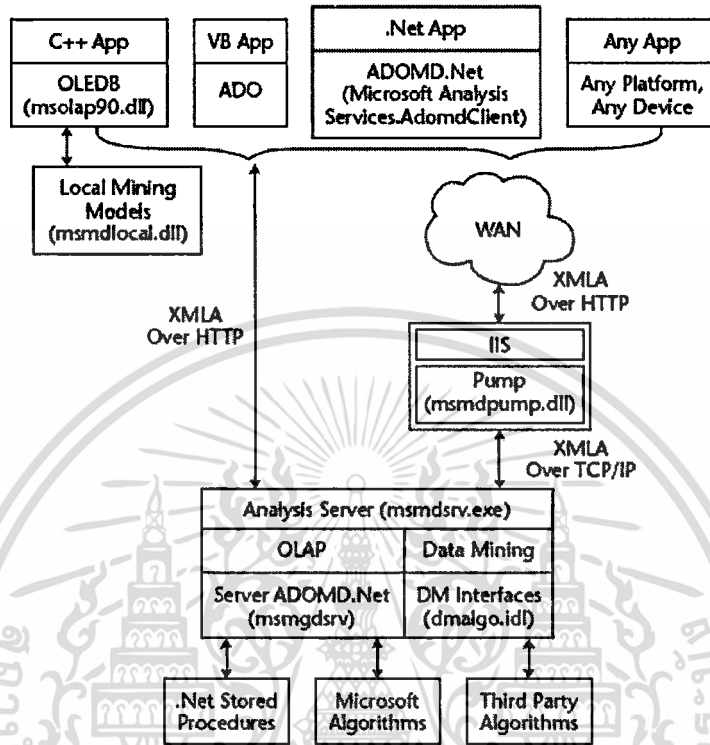 C++ App
OLEDB
(msolap90.dll)
VB App
ADO
.Net App
ADOMD.Net
(Microsoft Analysis
Services.AdomdClient)
Any App
Any Platform,
Any Device
Local Mining
Models
(msmdlocal.dll)
WAN
XMLA
Over HTTP
XMLA
Over HTTP
IIS
Pump
(msmdpump.dll)
XMLA
Over TCP/IP
Analysis Server (msmdsrv.exe)
OLAP
Data Mining
Server ADOMD.Net
(msmgdsrv)
DM Interfaces
(dmalgo.idl)
.Net Stored
Procedures
Microsoft
Algorithms
Third Party
Algorithms